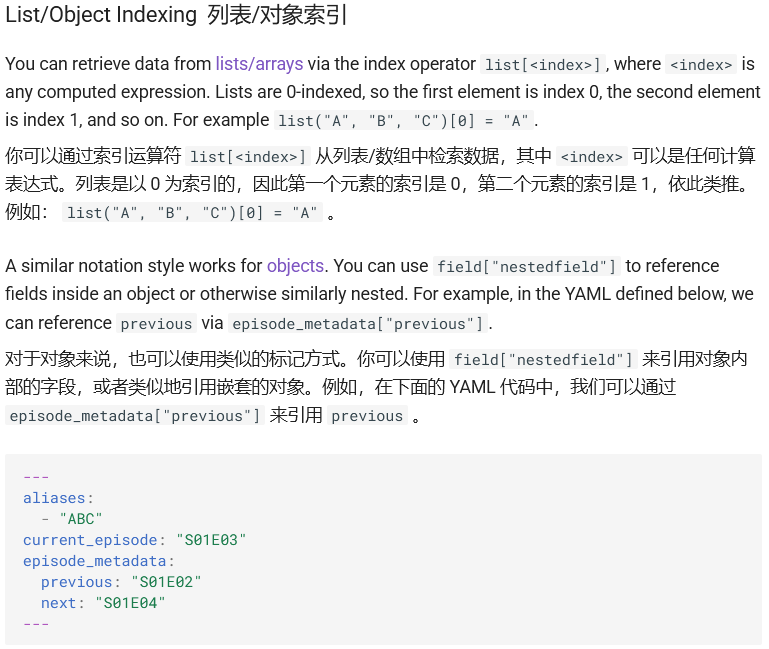 List/Object Indexing 列表/对象索引
You can retrieve data from lists/arrays via the index operator list[<index>], where <index> is
any computed expression. Lists are 0-indexed, so the first element is index 0, the second element
is index 1, and so on. For example list("A", "B", "C")[0] = "A".
你可以通过索引运算符 list[<index>] 从列表/数组中检索数据，其中 <index> 可以是任何计算
表达式。列表是以 0 为索引的，因此第一个元素的索引是 0，第二个元素的索引是 1，依此类推。
例如： list("A", "B", "C")[0] = "A" 。
A similar notation style works for objects. You can use field["nestedfield"] to reference
fields inside an object or otherwise similarly nested. For example, in the YAML defined below, we
can reference previous via episode_metadata["previous"].
对于对象来说，也可以使用类似的标记方式。你可以使用 field["nestedfield"] 来引用对象内
部的字段，或者类似地引用嵌套的对象。例如，在下面的 YAML 代码中，我们可以通过
episode_metadata["previous"] 来引用 previous 。
---
aliases:
  - "ABC"
current_episode: "S01E03"
episode_metadata:
  previous: "S01E02"
  next: "S01E04"
---